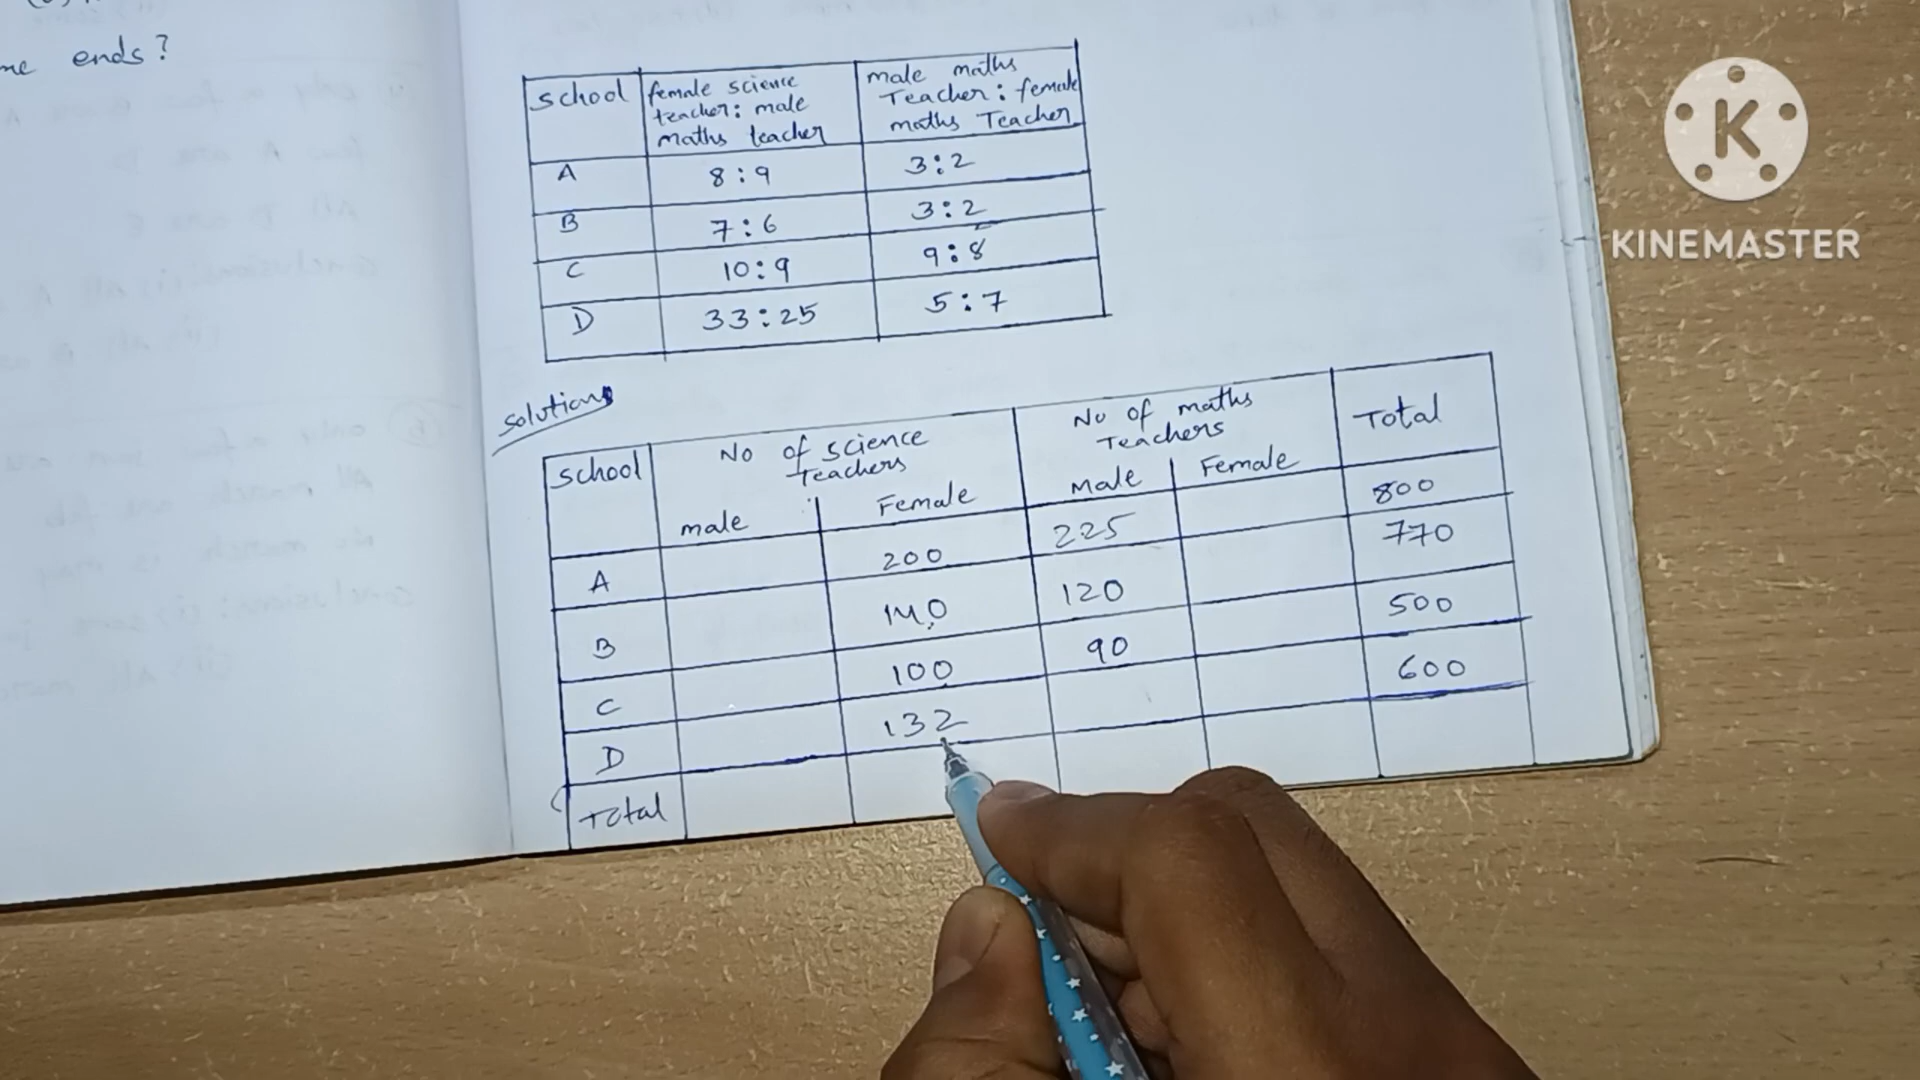 me ends?
School
female science
teacher: male
maths teacher
male maths
Teacher: female
maths Teacher
A 8:9 3:2
B 7:6 3:2
C 10:9 9:8
D 33:25 5:7
Solutions
School
No of science
Teachers
No of maths
Teachers
Total
male Female Male Female
A 200 225 800
B 140 120 770
C 100 90 500
D 132 600
Total
K
KINEMASTER